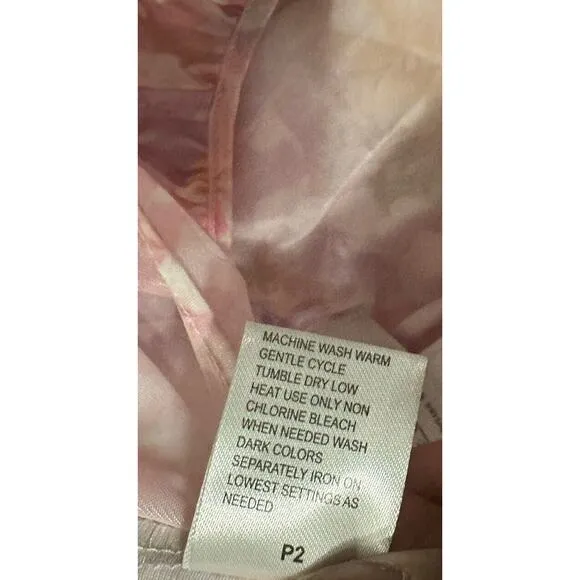 MACHINE WASH WARM
GENTLE CYCLE
TUMBLE DRY LOW
HEAT USE ONLY NON
CHLORINE BLEACH
WHEN NEEDED WASH
DARK COLORS
SEPARATELY IRON ON
LOWEST SETTINGS AS
NEEDED
P2